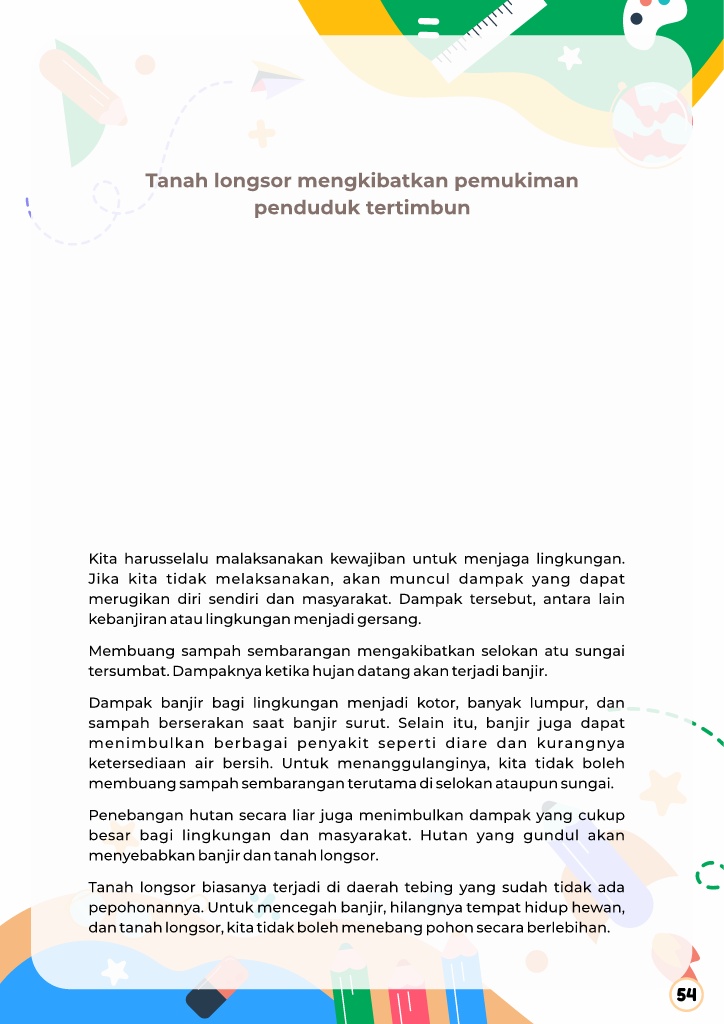 Tanah longsor mengkibatkan pemukiman
penduduk tertimbun
Kita harusselalu malaksanakan kewajiban untuk menjaga lingkungan.
Jika kita tidak melaksanakan, akan muncul dampak yang dapat
merugikan diri sendiri dan masyarakat. Dampak tersebut, antara lain
kebanjiran atau lingkungan menjadi gersang.
Membuang sampah sembarangan mengakibatkan selokan atu sungai
tersumbat. Dampaknya ketika hujan datang akan terjadi banjir.
Dampak banjir bagi lingkungan menjadi kotor, banyak lumpur, dan
sampah berserakan saat banjir surut. Selain itu, banjir juga dapat
menimbulkan berbagai penyakit seperti diare dan kurangnya
ketersediaan air bersih. Untuk menanggulanginya, kita tidak boleh
membuang sampah sembarangan terutama di selokan ataupun sungai.
Penebangan hutan secara liar juga menimbulkan dampak yang cukup
besar bagi lingkungan dan masyarakat. Hutan yang gundul akan
menyebabkan banjir dan tanah longsor.
Tanah longsor biasanya terjadi di daerah tebing yang sudah tidak ada
pepohonannya. Untuk mencegah banjir, hilangnya tempat hidup hewan,
dan tanah longsor, kita tidak boleh menebang pohon secara berlebihan.
54